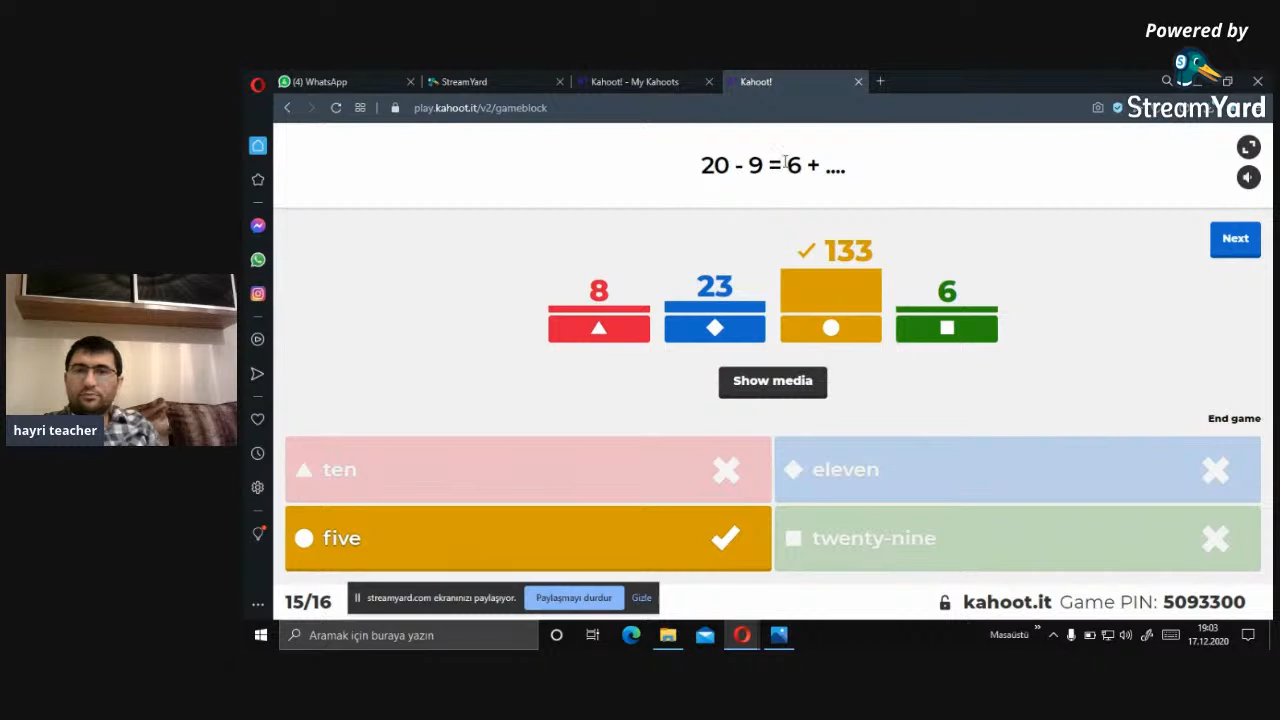 Powered by
StreamYard
(4) WhatsApp
StreamYard
Kahoot! - My Kahoots
Kahoot!
play.kahoot.it/v2/gameblock
20 - 9 = 6 + ....
Next
8
23
133
6
Show media
End game
ten
eleven
five
twenty-nine
hayri teacher
15/16
streamyard.com ekranınızı paylaşıyor.
Paylaşmayı durdur
Gizle
kahoot.it Game PIN: 5093300
Aramak için buraya yazın
Masaüstü
19:03
17.12.2020